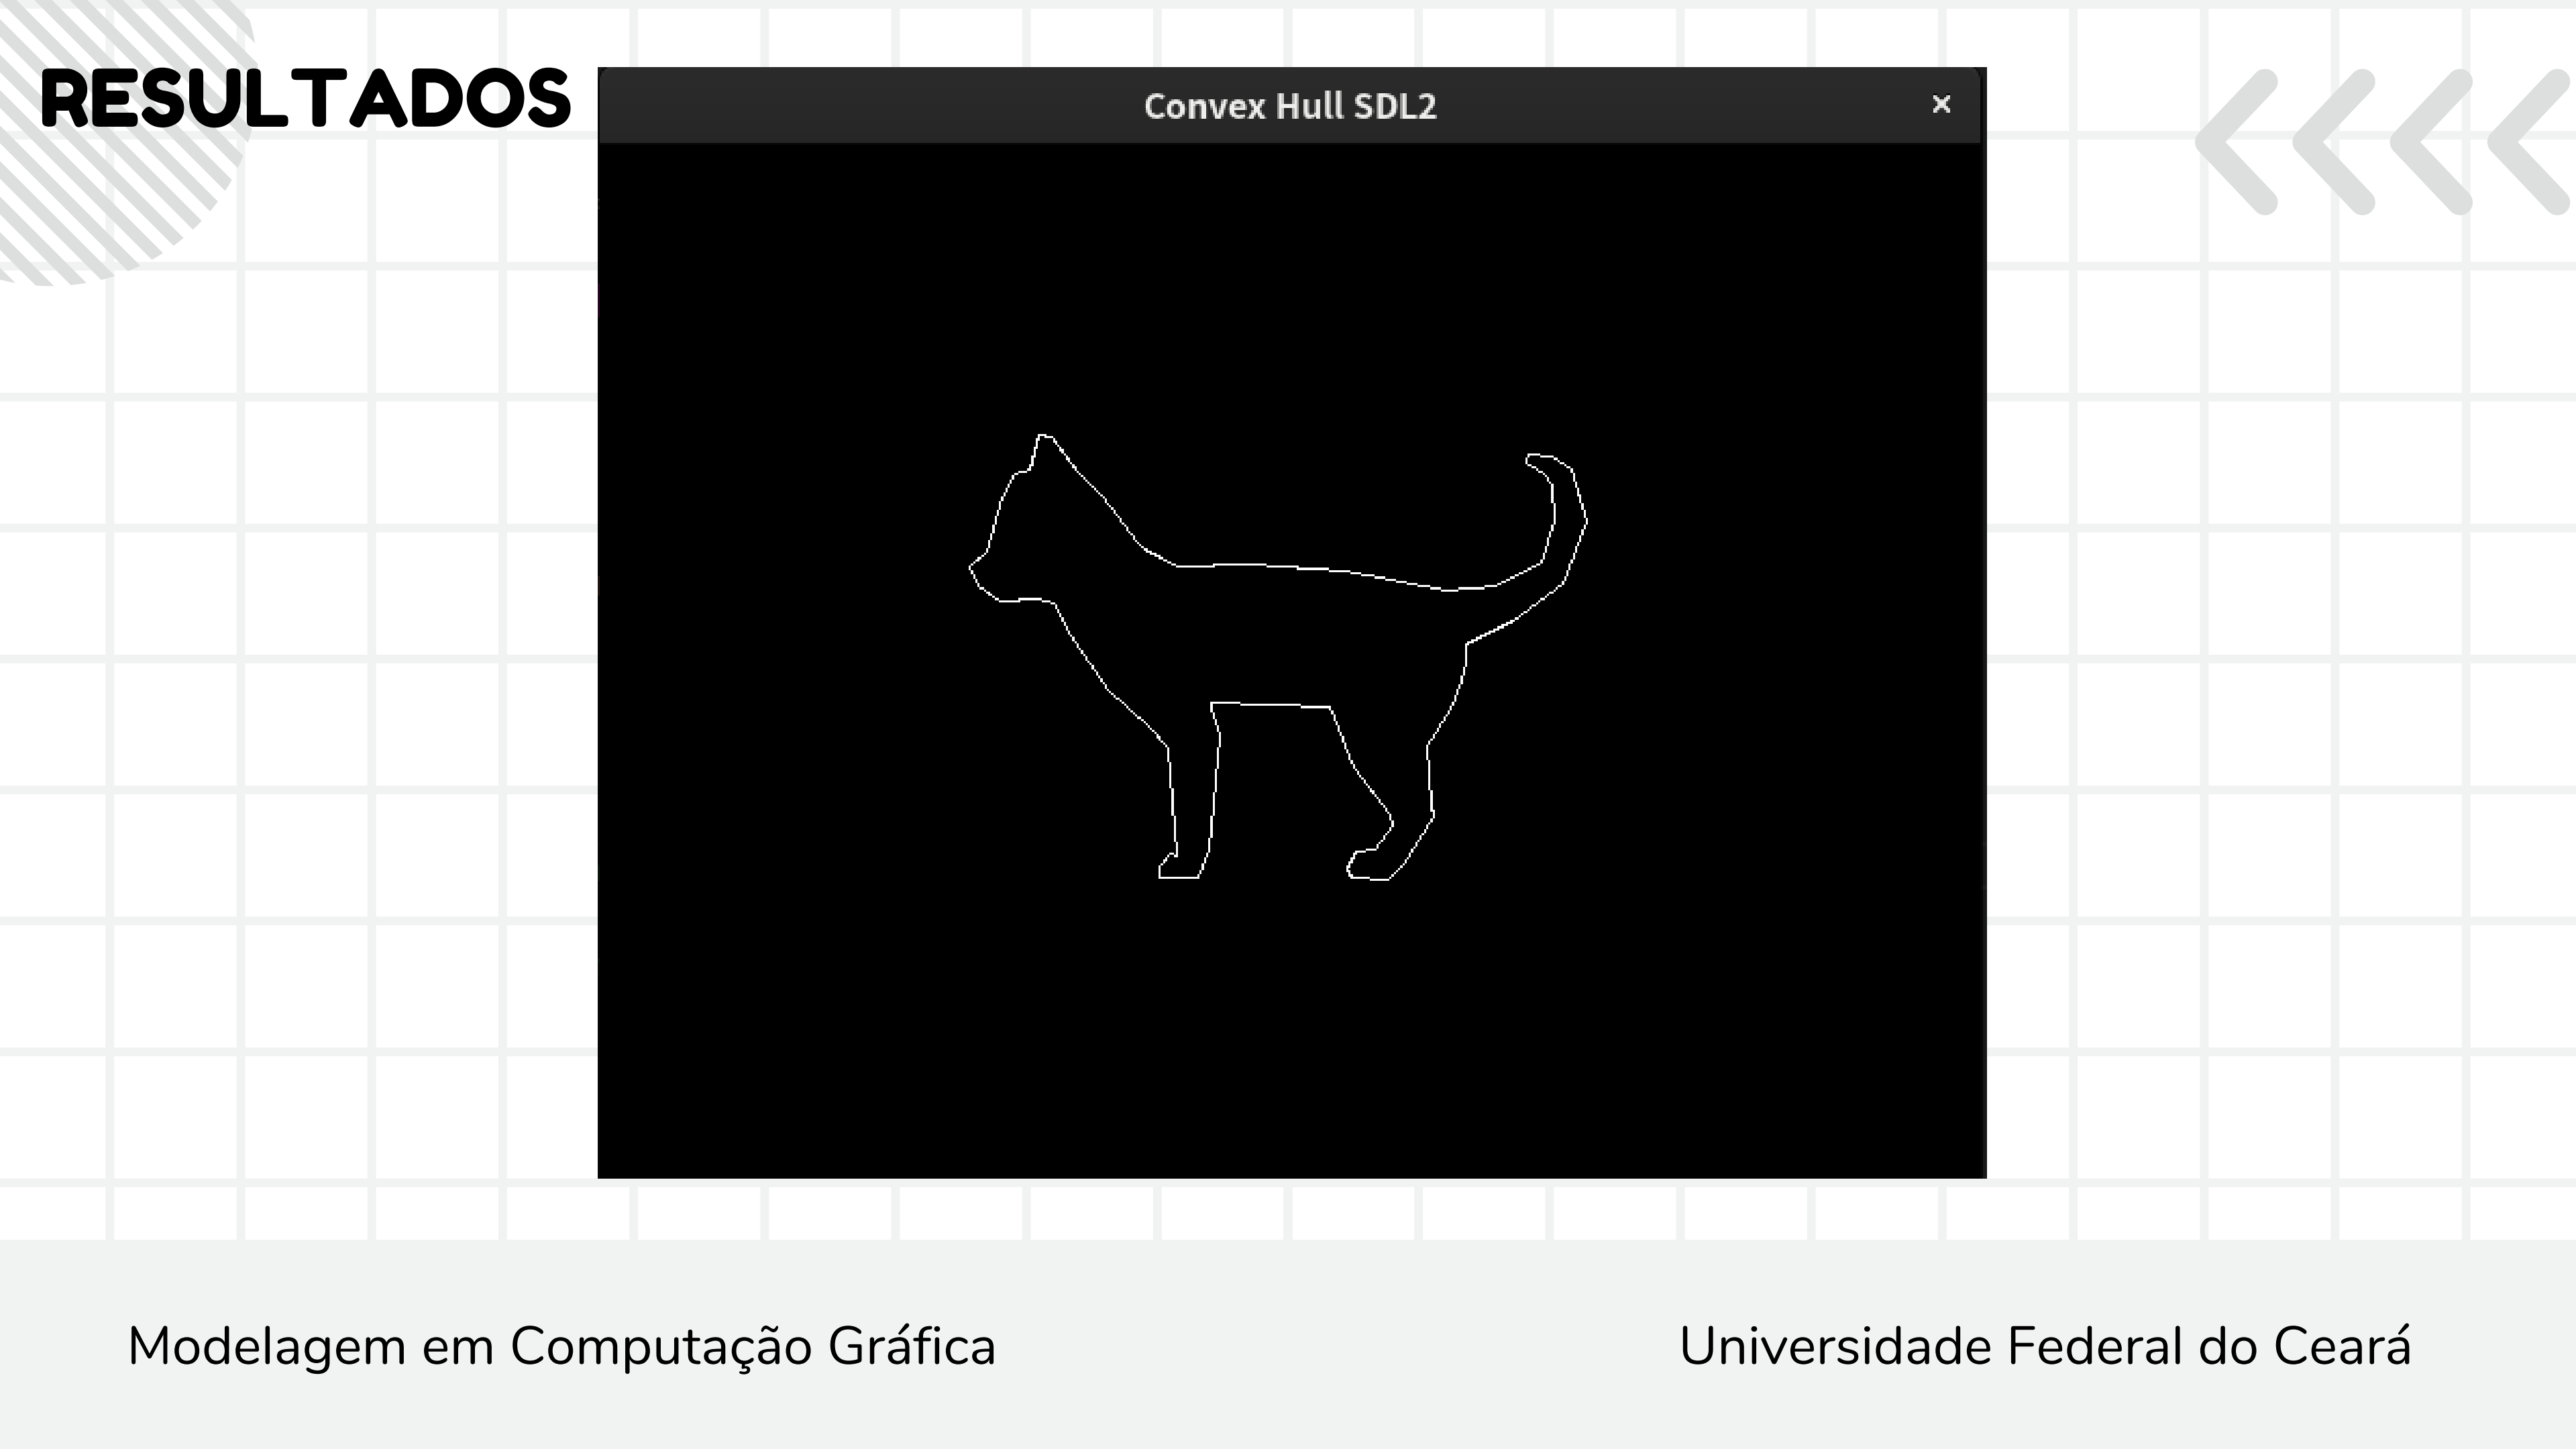 RESULTADOS
Convex Hull SDL2
Modelagem em Computação Gráfica
Universidade Federal do Ceará